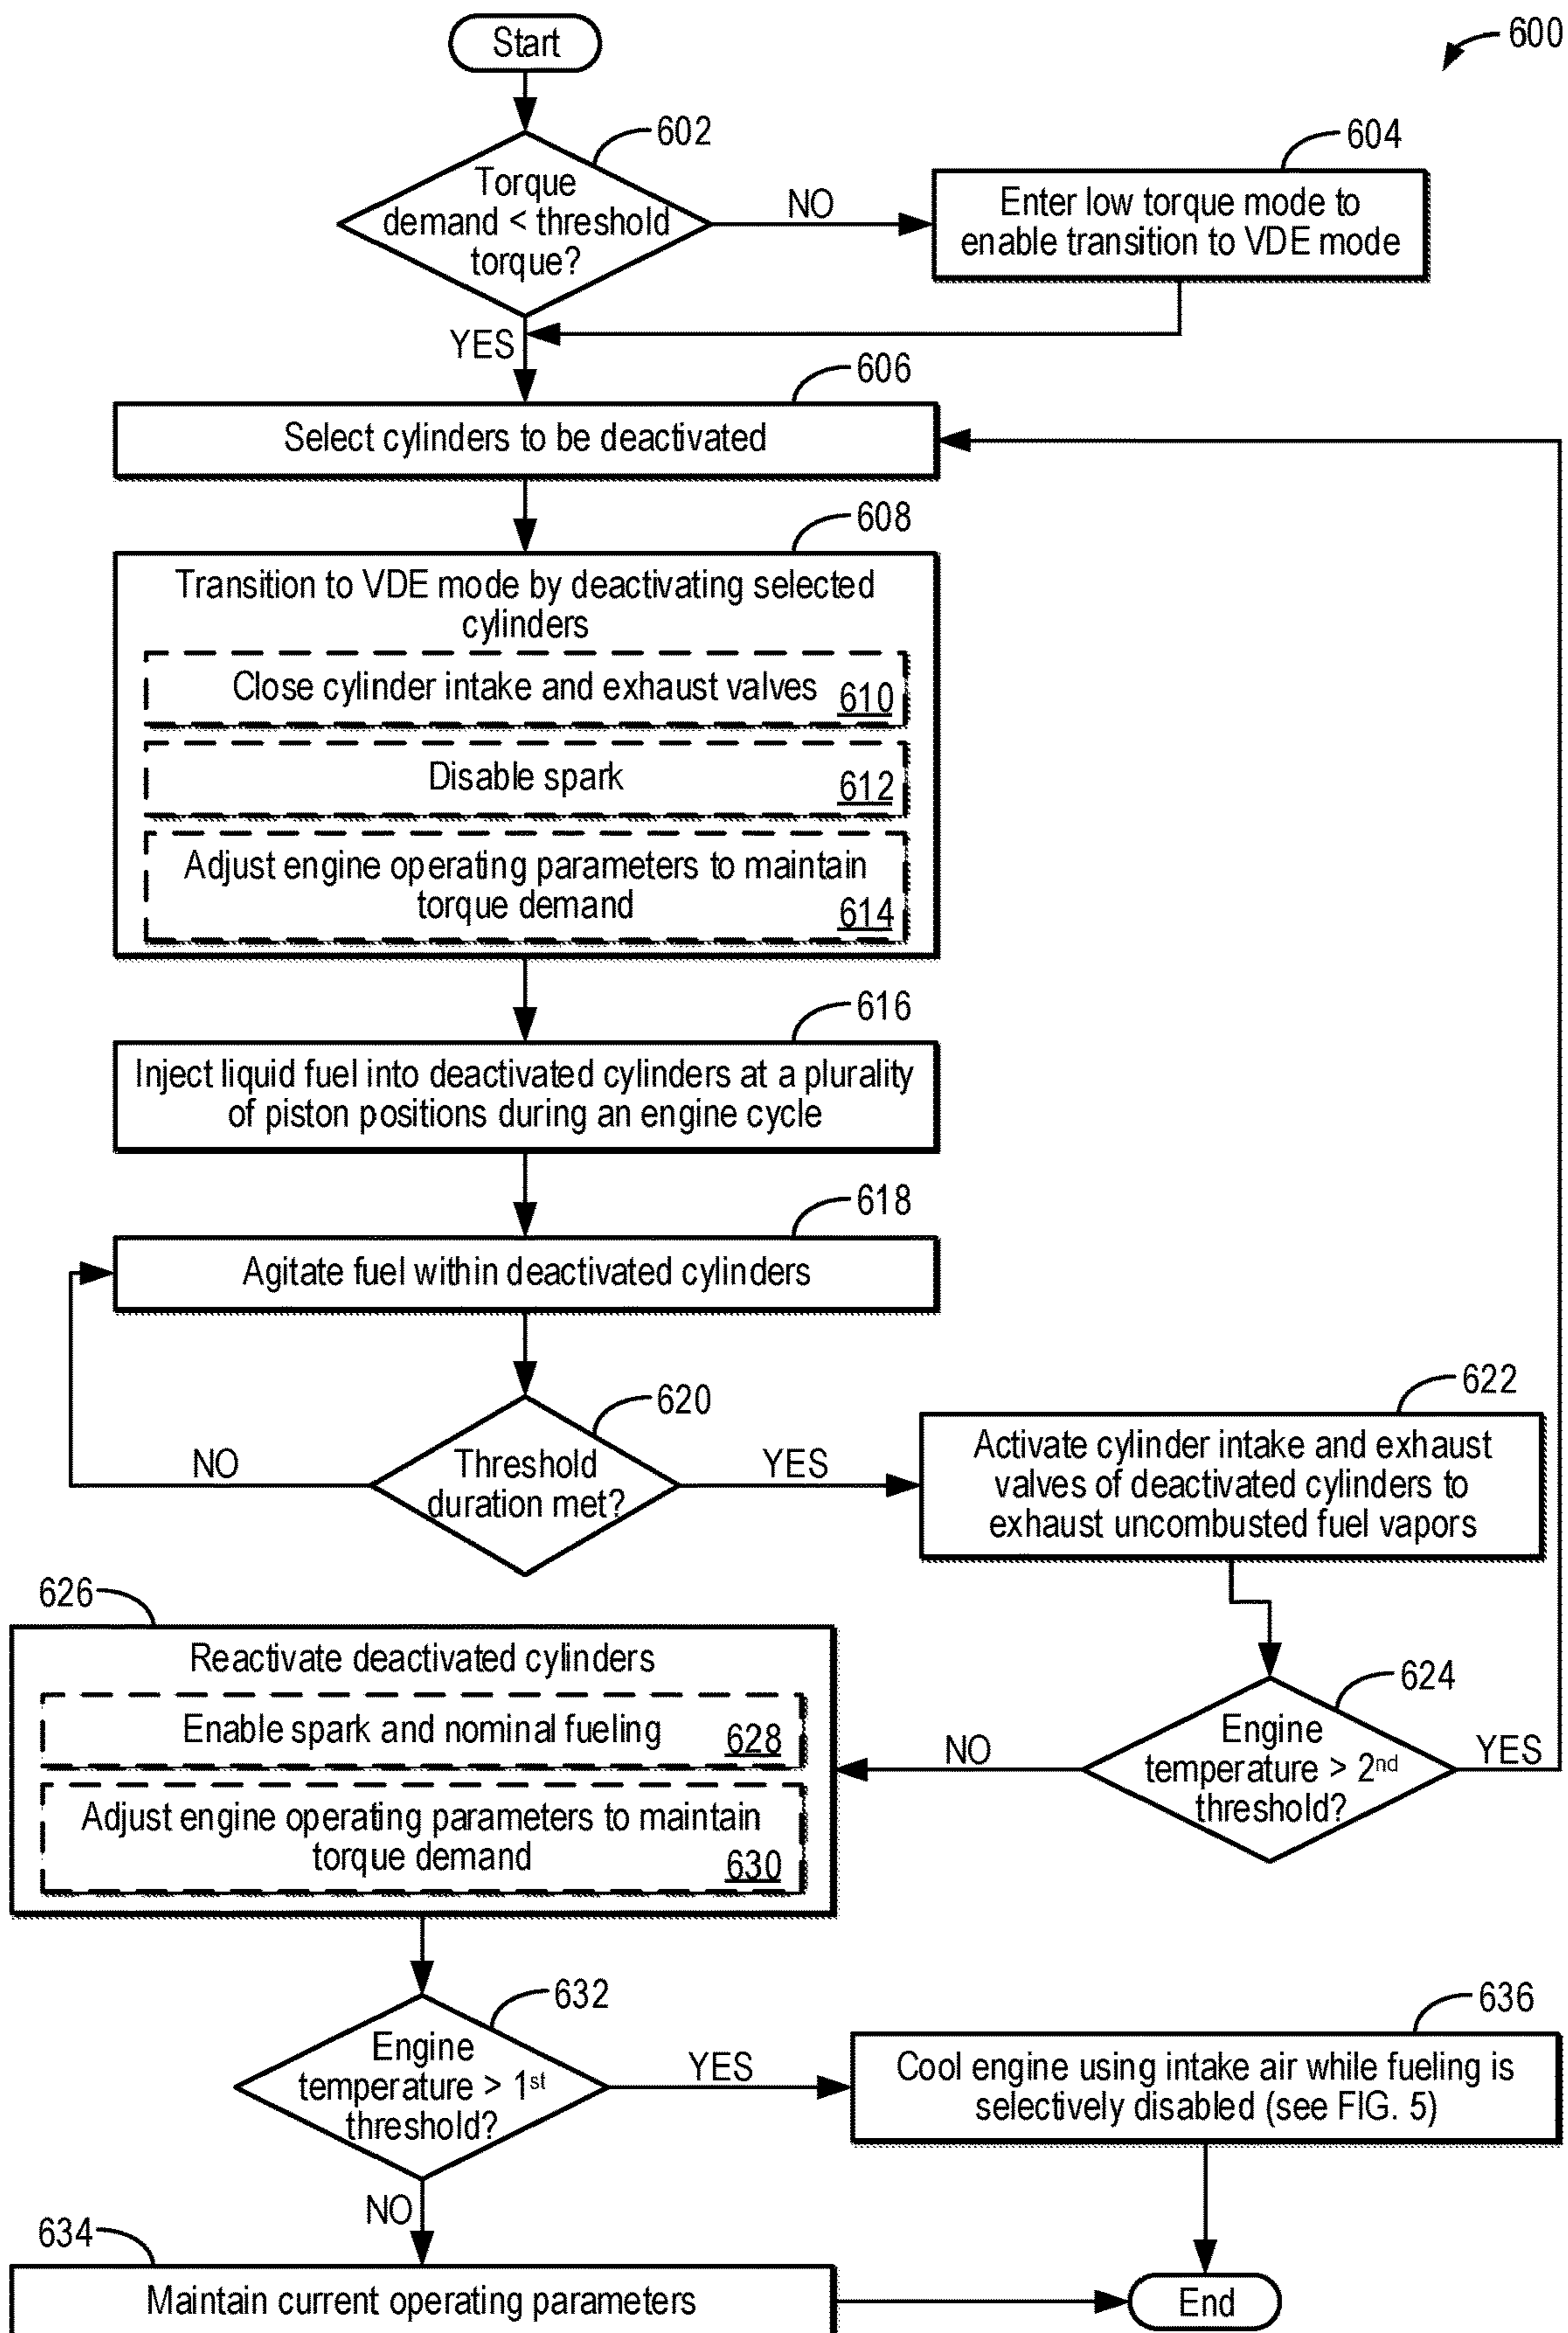 Start
600
602
Torque
demand < threshold
torque?
NO
604
Enter low torque mode to
enable transition to VDE mode
YES
606
Select cylinders to be deactivated
608
Transition to VDE mode by deactivating selected
cylinders
Close cylinder intake and exhaust valves
610
Disable spark
612
Adjust engine operating parameters to maintain
torque demand
614
616
Inject liquid fuel into deactivated cylinders at a plurality
of piston positions during an engine cycle
618
Agitate fuel within deactivated cylinders
620
Threshold
duration met?
NO
YES
622
Activate cylinder intake and exhaust
valves of deactivated cylinders to
exhaust uncombusted fuel vapors
624
Engine
temperature > 2nd
threshold?
YES
NO
626
Reactivate deactivated cylinders
Enable spark and nominal fueling
628
Adjust engine operating parameters to maintain
torque demand
630
632
Engine
temperature > 1st
threshold?
YES
636
Cool engine using intake air while fueling is
selectively disabled (see FIG. 5)
NO
634
Maintain current operating parameters
End